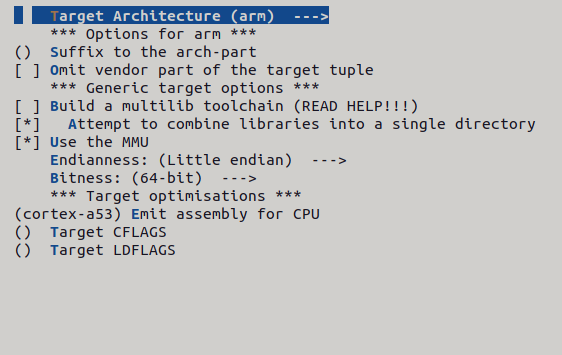 Target Architecture (arm)  --->
*** Options for arm ***
()  Suffix to the arch-part
[ ] Omit vendor part of the target tuple
*** Generic target options ***
[ ] Build a multilib toolchain (READ HELP!!!)
[*]   Attempt to combine libraries into a single directory
[*] Use the MMU
Endianness: (Little endian)  --->
Bitness: (64-bit)  --->
*** Target optimisations ***
(cortex-a53) Emit assembly for CPU
()  Target CFLAGS
()  Target LDFLAGS